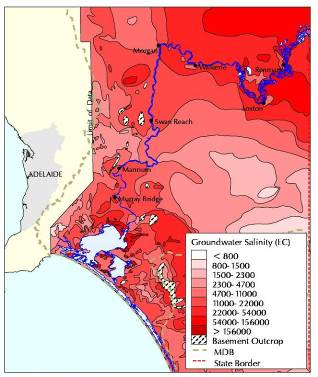 Morgan
Waikerie
Renmark
Loxton
Limit of Data
Swan Reach
ADELAIDE
Mannum
Murray Bridge
Groundwater Salinity (EC)
< 800
800- 1500
1500- 2300
2300- 4700
4700-11000
11000- 22000
22000- 54000
54000-156000
> 156000
Basement Outcrop
MDB
State Border